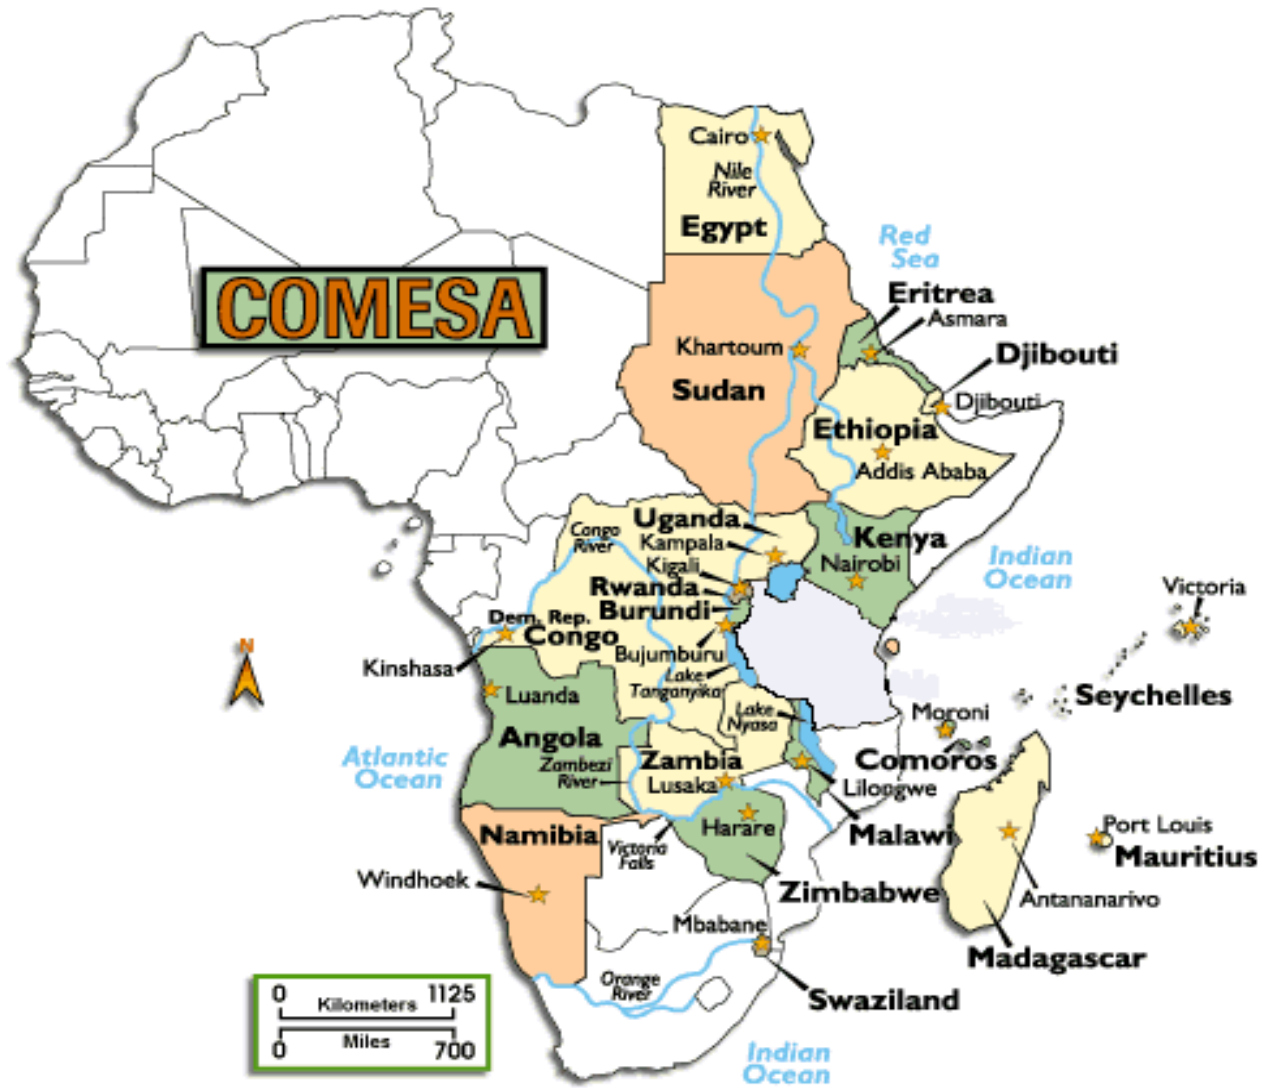 Cairo
Nile
River
Egypt
Red
Sea
COMESA
Eritrea
Asmara
Khartoum
Djibouti
Sudan
Djibouti
Ethiopia
Addis Ababa
Uganda
Congo
River
Kampala
Kenya
Kigali
Nairobi
Indian
Ocean
Rwanda
Burundi
Victoria
Dem. Rep.
Congo
N
Kinshasa
Bujumburu
Lake
Tanganyika
Luanda
Seychelles
Lake
Nyasa
Moroni
Angola
Atlantic
Ocean
Zambezi
River
Zambia
Lusaka
Comoros
Lilongwe
Namibia
Harare
Malawi
Port Louis
Mauritius
Victoria
Falls
Windhoek
Zimbabwe
Antananarivo
Mbabane
Madagascar
Orange
River
Swaziland
0 1125
Kilometers
Miles
0 700
Indian
Ocean